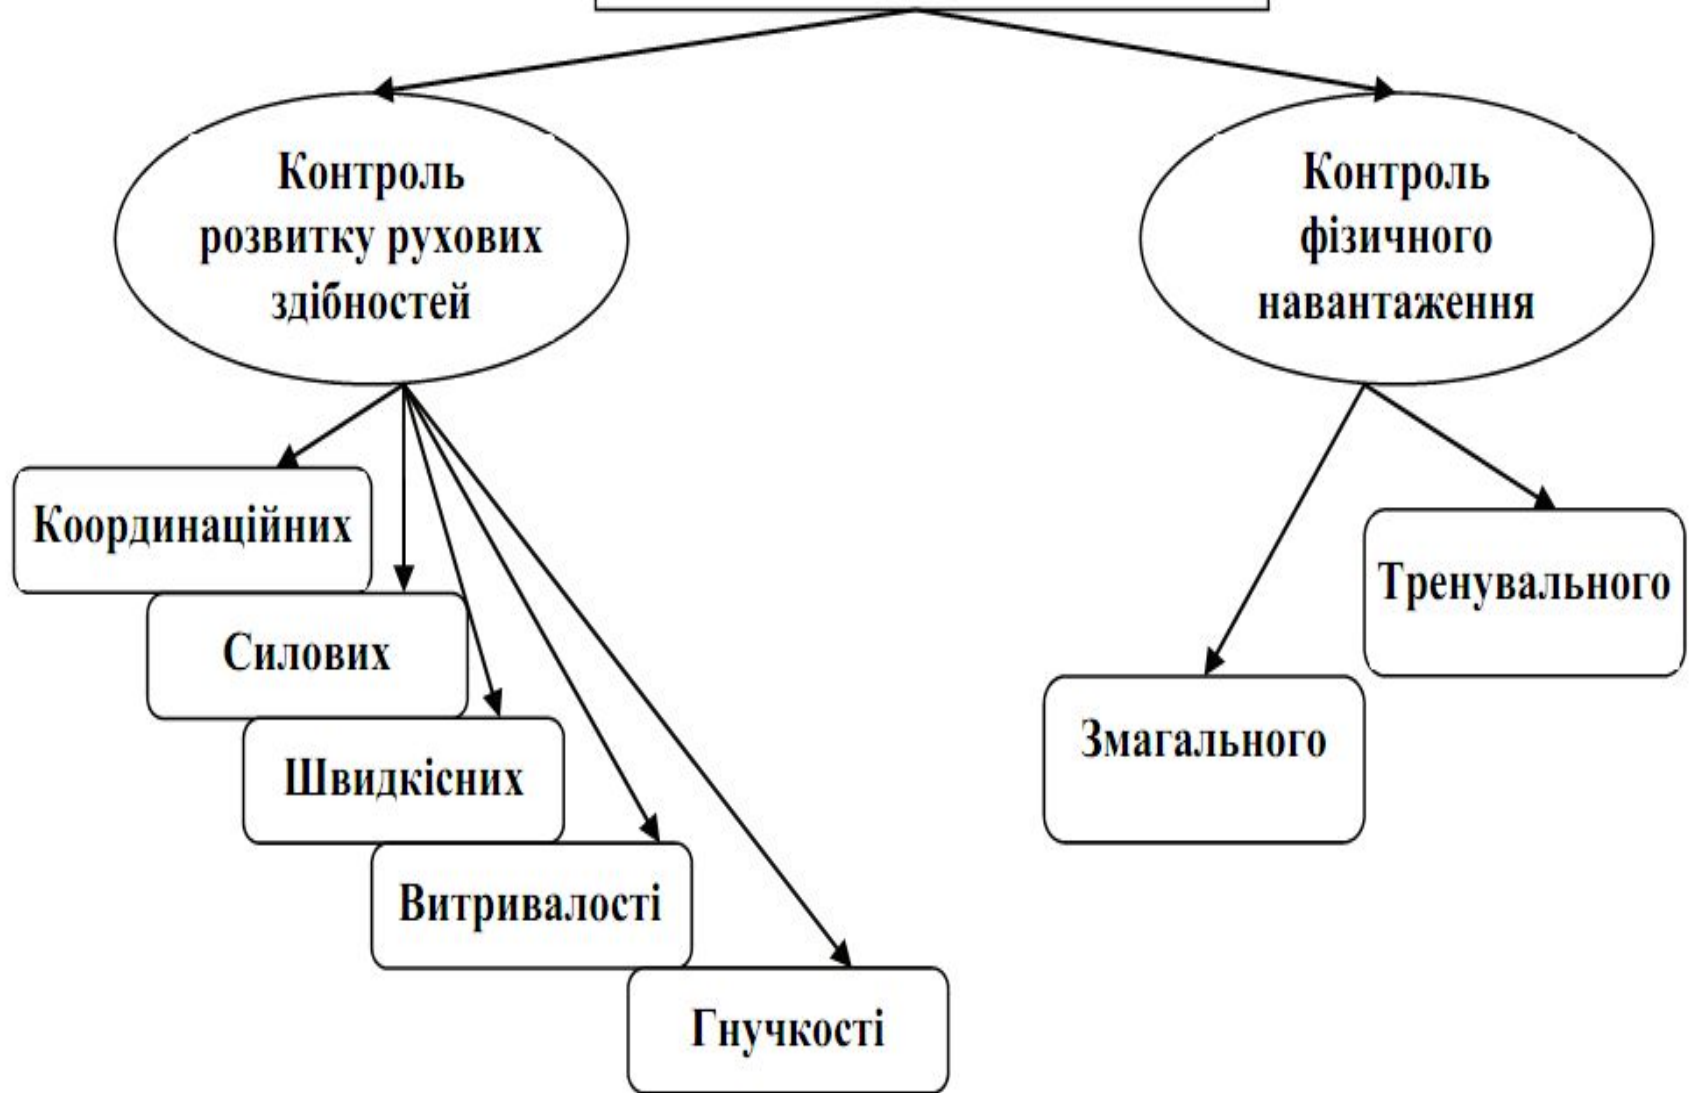 Контроль
розвитку рухових
здібностей
Контроль
фізичного
навантаження
Координаційних
Силових
Швидкісних
Витривалості
Гнучкості
Тренувального
Змагального